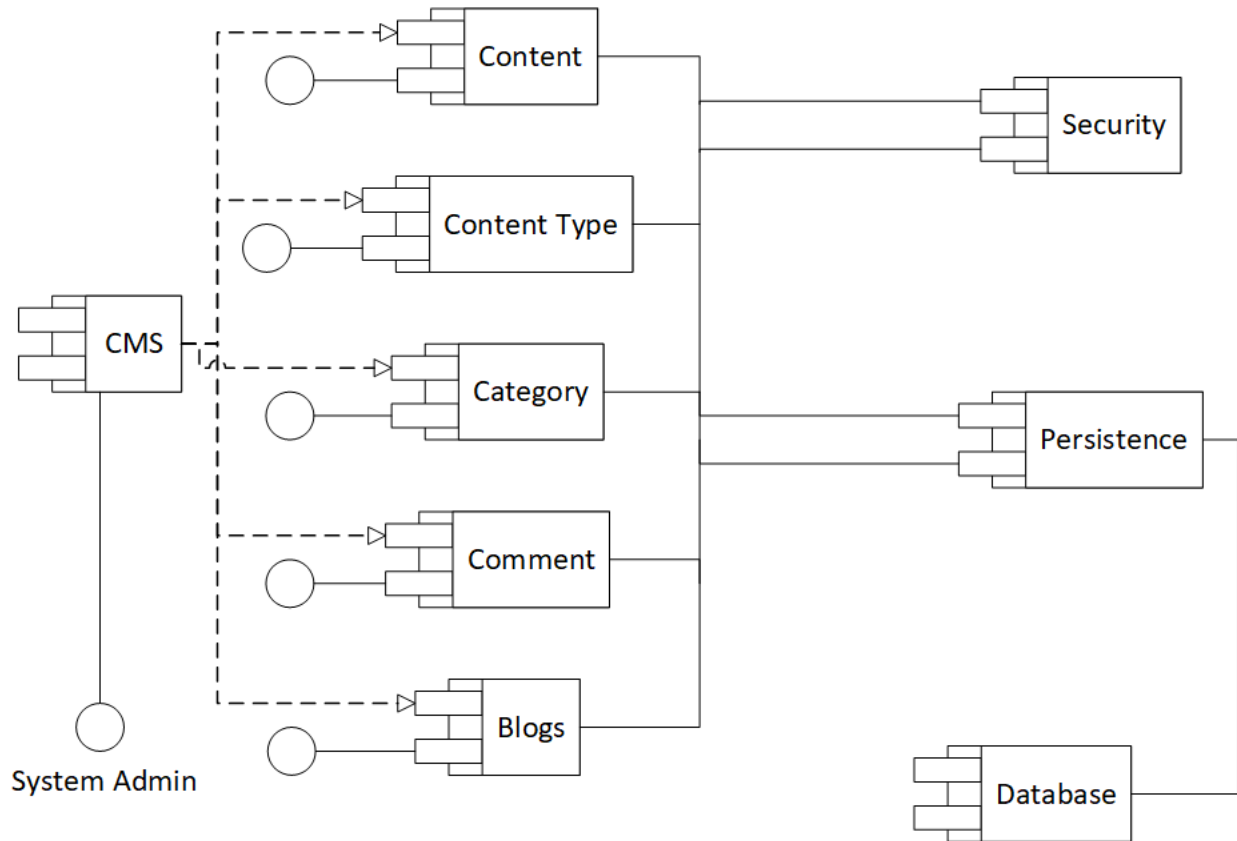 Content
Security
Content Type
CMS
Category
Persistence
Comment
Blogs
System Admin
Database